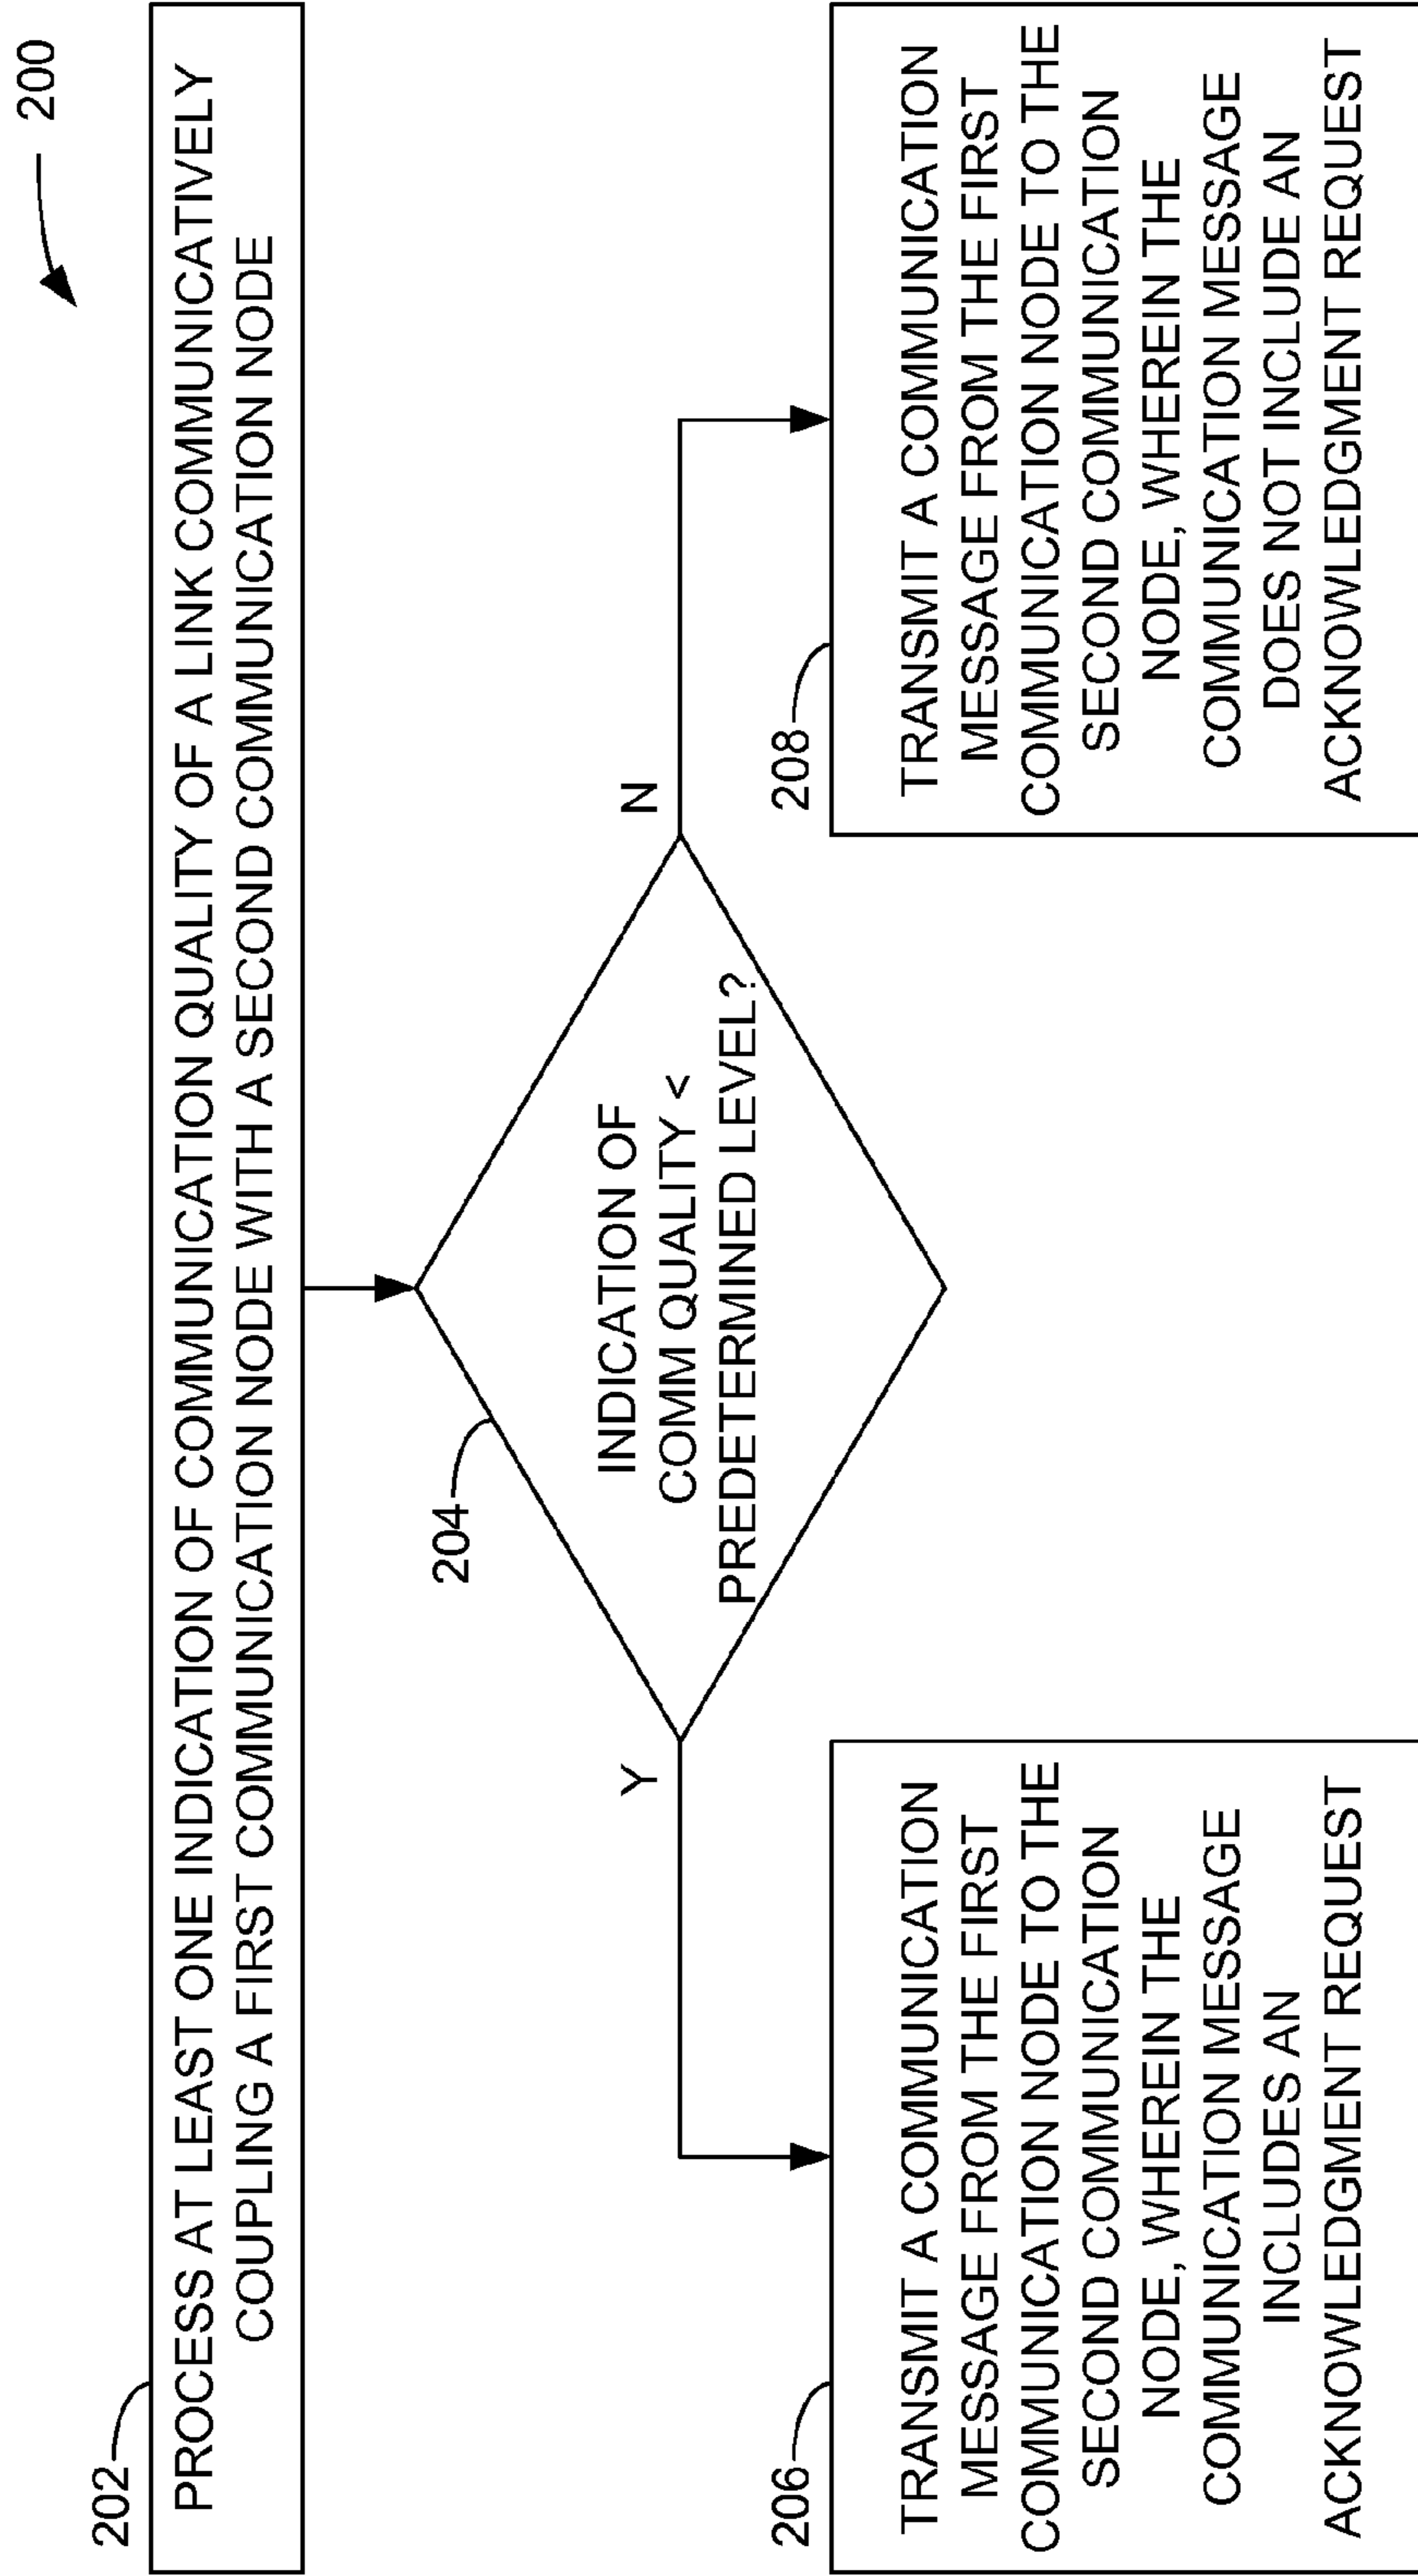 200
202
PROCESS AT LEAST ONE INDICATION OF COMMUNICATION QUALITY OF A LINK COMMUNICATIVELY
COUPLING A FIRST COMMUNICATION NODE WITH A SECOND COMMUNICATION NODE
204
INDICATION OF
COMM QUALITY <
PREDETERMINED LEVEL?
Y
N
206
TRANSMIT A COMMUNICATION
MESSAGE FROM THE FIRST
COMMUNICATION NODE TO THE
SECOND COMMUNICATION
NODE, WHEREIN THE
COMMUNICATION MESSAGE
INCLUDES AN
ACKNOWLEDGMENT REQUEST
208
TRANSMIT A COMMUNICATION
MESSAGE FROM THE FIRST
COMMUNICATION NODE TO THE
SECOND COMMUNICATION
NODE, WHEREIN THE
COMMUNICATION MESSAGE
DOES NOT INCLUDE AN
ACKNOWLEDGMENT REQUEST